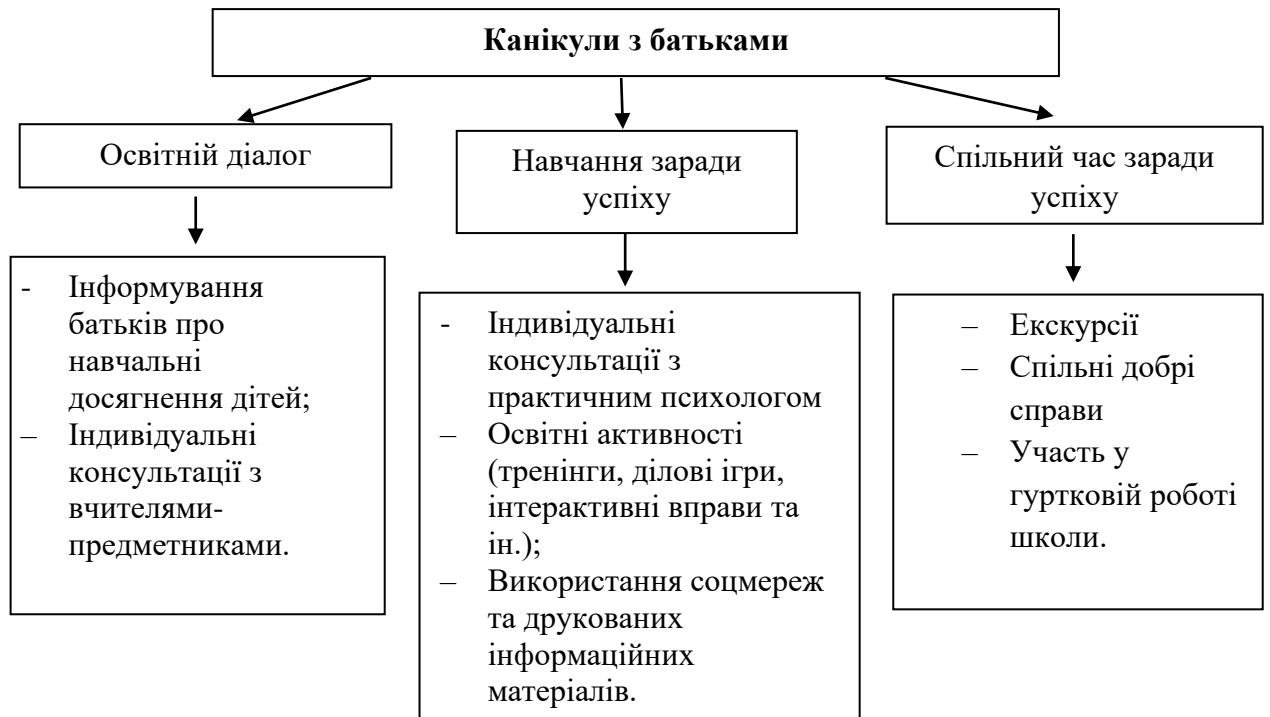 Канікули з батьками
Освітній діалог
Навчання заради
успіху
Спільний час заради
успіху
- Інформування
батьків про
навчальні
досягнення дітей;
– Індивідуальні
консультації з
вчителями-
предметниками.
- Індивідуальні
консультації з
практичним психологом
– Освітні активності
(тренінги, ділові ігри,
інтерактивні вправи та
ін.);
– Використання соцмереж
та друкованих
інформаційних
матеріалів.
– Екскурсії
– Спільні добрі
справи
– Участь у
гуртковій роботі
школи.